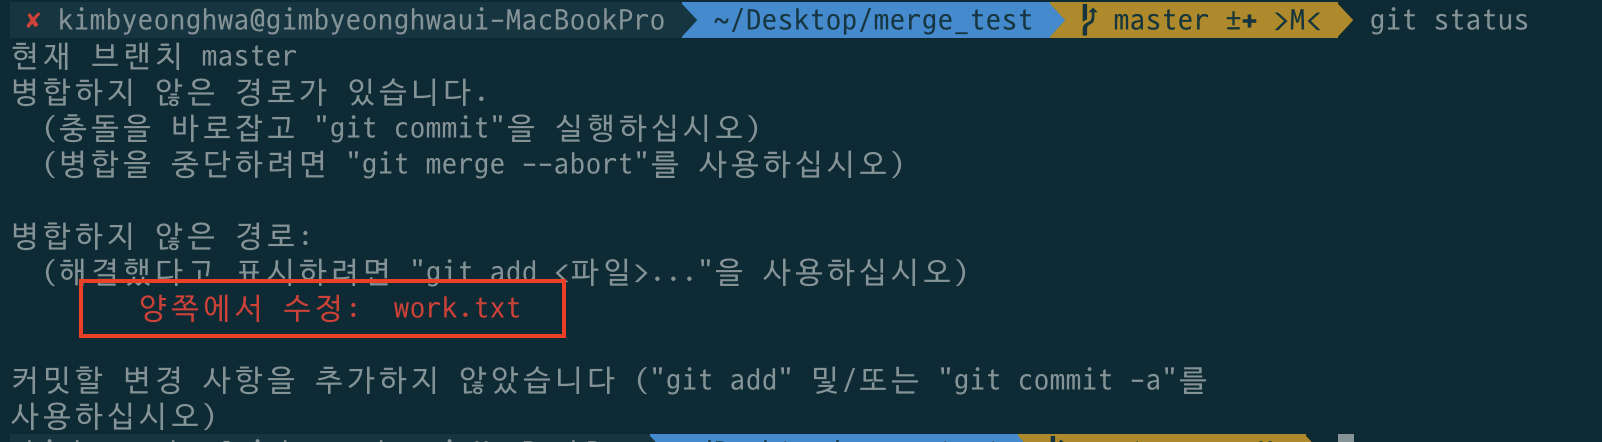 ✘ kimbyeonghwa@gimbyeonghwaui-MacBookPro ~/Desktop/merge_test master ±✚ >M< git status
현재 브랜치 master
병합하지 않은 경로가 있습니다.
(충돌을 바로잡고 "git commit"을 실행하십시오)
(병합을 중단하려면 "git merge --abort"를 사용하십시오)
병합하지 않은 경로:
(해결했다고 표시하려면 "git add <파일>..."을 사용하십시오)
양쪽에서 수정: work.txt
커밋할 변경 사항을 추가하지 않았습니다 ("git add" 및/또는 "git commit -a"를
사용하십시오)